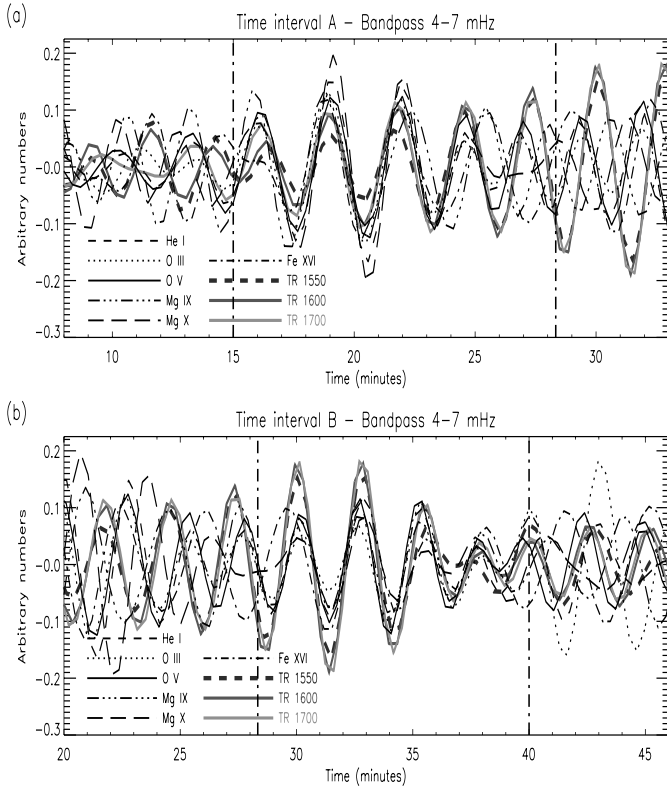 (a)
Time interval A – Bandpass 4–7 mHz
Arbitrary numbers
0.2
0.1
-0.0
-0.1
-0.2
-0.3
He I
O III
O V
Mg IX
Mg X
Fe XVI
TR 1550
TR 1600
TR 1700
10 15 20 25 30
Time (minutes)
(b)
Time interval B – Bandpass 4–7 mHz
Arbitrary numbers
0.2
0.1
-0.0
-0.1
-0.2
-0.3
He I
O III
O V
Mg IX
Mg X
Fe XVI
TR 1550
TR 1600
TR 1700
20 25 30 35 40 45
Time (minutes)